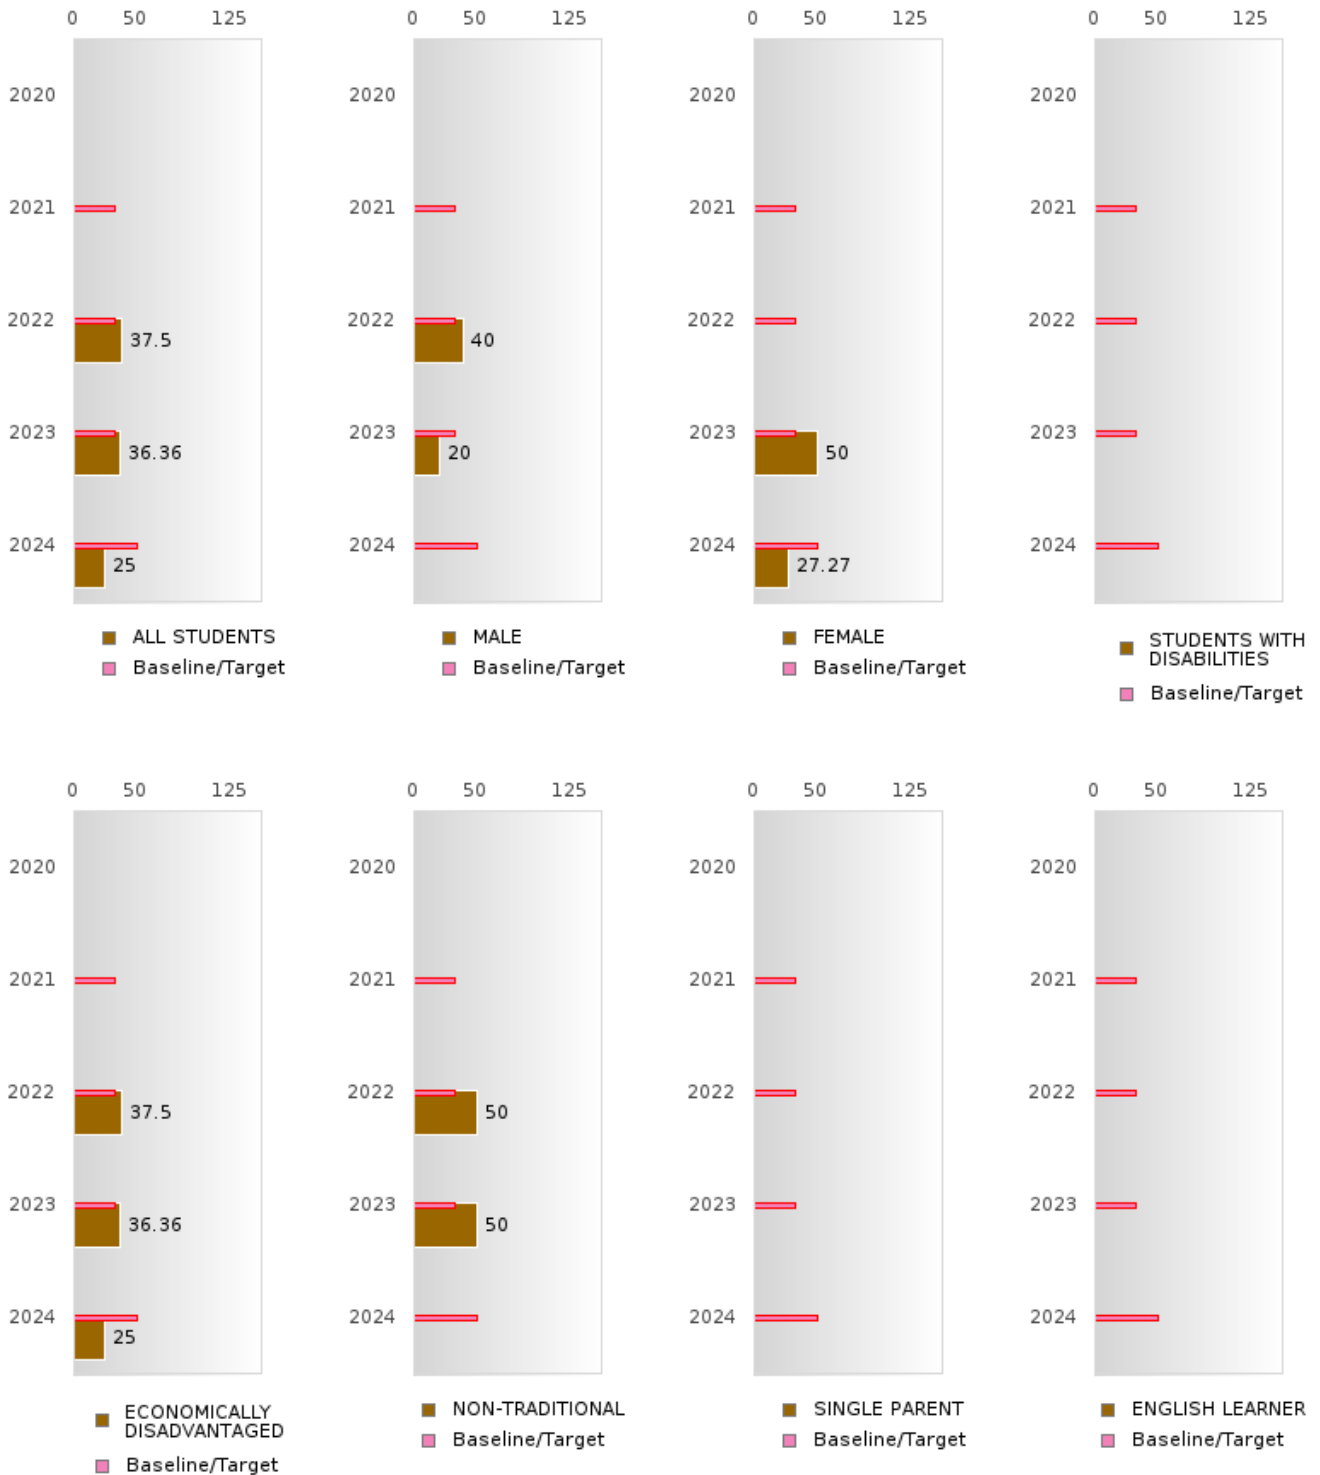 0 50 125 0 50 125 0 50 125 0 50 125
2020 2020 2020 2020
2021 2021 2021 2021
2022 2022 2022 2022
37.5 40
2023 2023 2023 2023
36.36 20 50
2024 2024 2024 2024
25 27.27
ALL STUDENTS MALE FEMALE STUDENTS WITH
DISABILITIES
Baseline/Target Baseline/Target Baseline/Target Baseline/Target
0 50 125 0 50 125 0 50 125 0 50 125
2020 2020 2020 2020
2021 2021 2021 2021
2022 2022 2022 2022
37.5 50
2023 2023 2023 2023
36.36 50
2024 2024 2024 2024
25
ECONOMICALLY NON-TRADITIONAL SINGLE PARENT ENGLISH LEARNER
DISADVANTAGED
Baseline/Target Baseline/Target Baseline/Target Baseline/Target